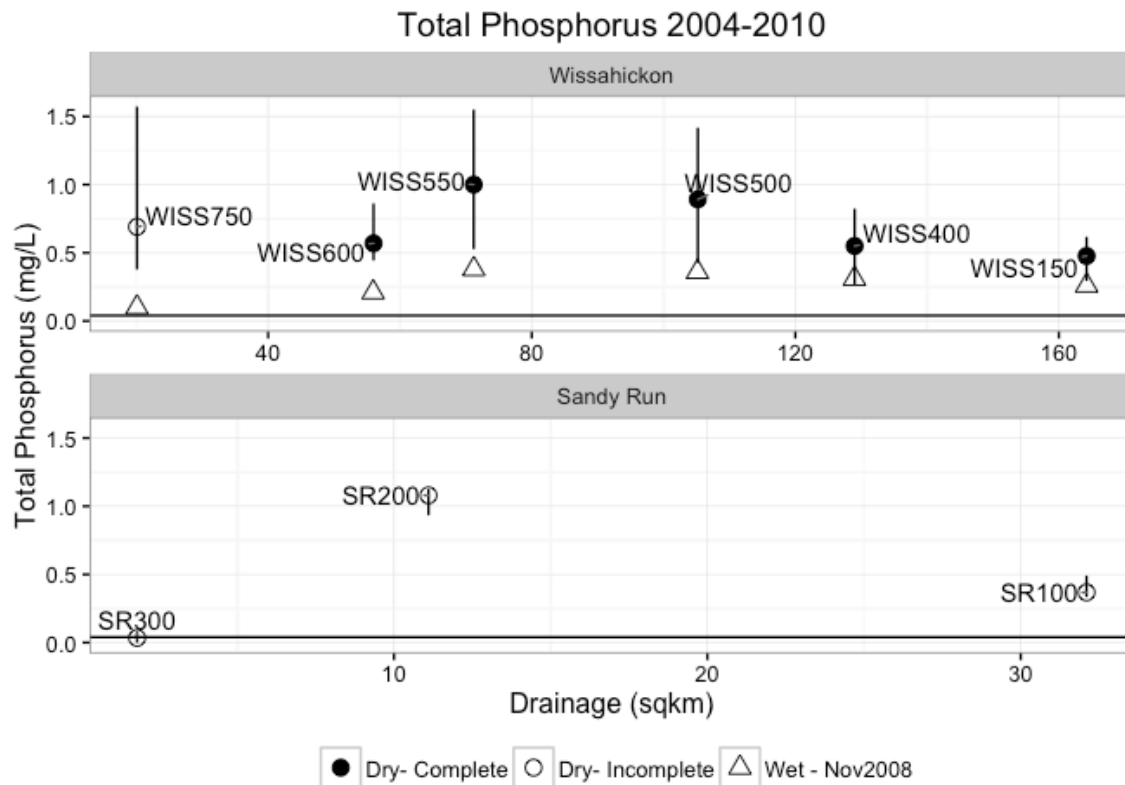 Total Phosphorus 2004-2010
Wissahickon
Total Phosphorus (mg/L)
1.5
1.0
0.5
0.0
WISS750
WISS600
WISS550
WISS500
WISS400
WISS150
40
80
120
160
Sandy Run
1.5
1.0
0.5
0.0
SR300
SR200
SR100
10
20
30
Drainage (sqkm)
Dry- Complete Dry- Incomplete Wet - Nov2008